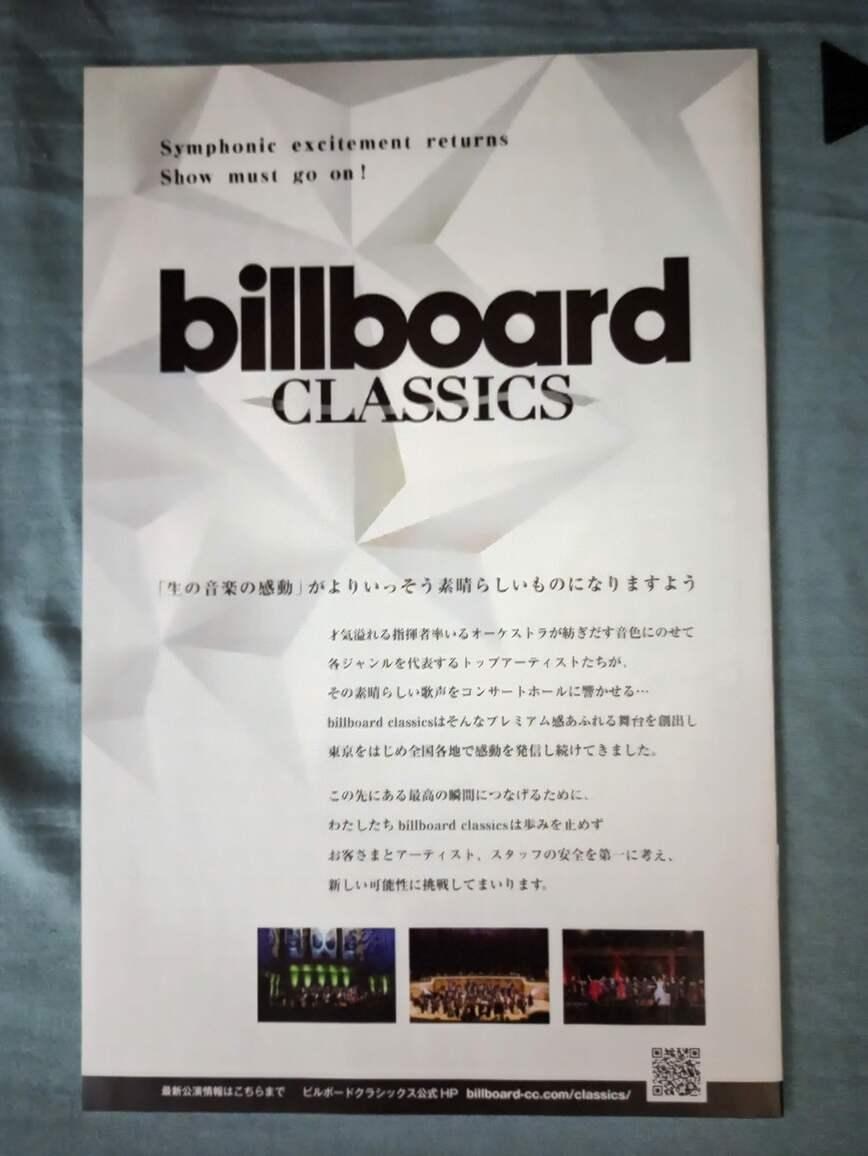 Symphonic excitement returns
Show must go on!
billboard
CLASSICS
「生の音楽の感動」がよりいっそう素晴らしいものになりますよう
才気溢れる指揮者率いるオーケストラが紡ぎだす音色にのせて
各ジャンルを代表するトップアーティストたちが、
その素晴らしい歌声をコンサートホールに響かせる…
billboard classicsはそんなプレミアム感あふれる舞台を創出し
東京をはじめ全国各地で感動を発信し続けてきました。
この先にある最高の瞬間につなげるために、
わたしたち billboard classicsは歩みを止めず
お客さまとアーティスト、スタッフの安全を第一に考え、
新しい可能性に挑戦してまいります。
最新公演情報はこちらまで ビルボードクラシックス公式HP billboard-cc.com/classics/